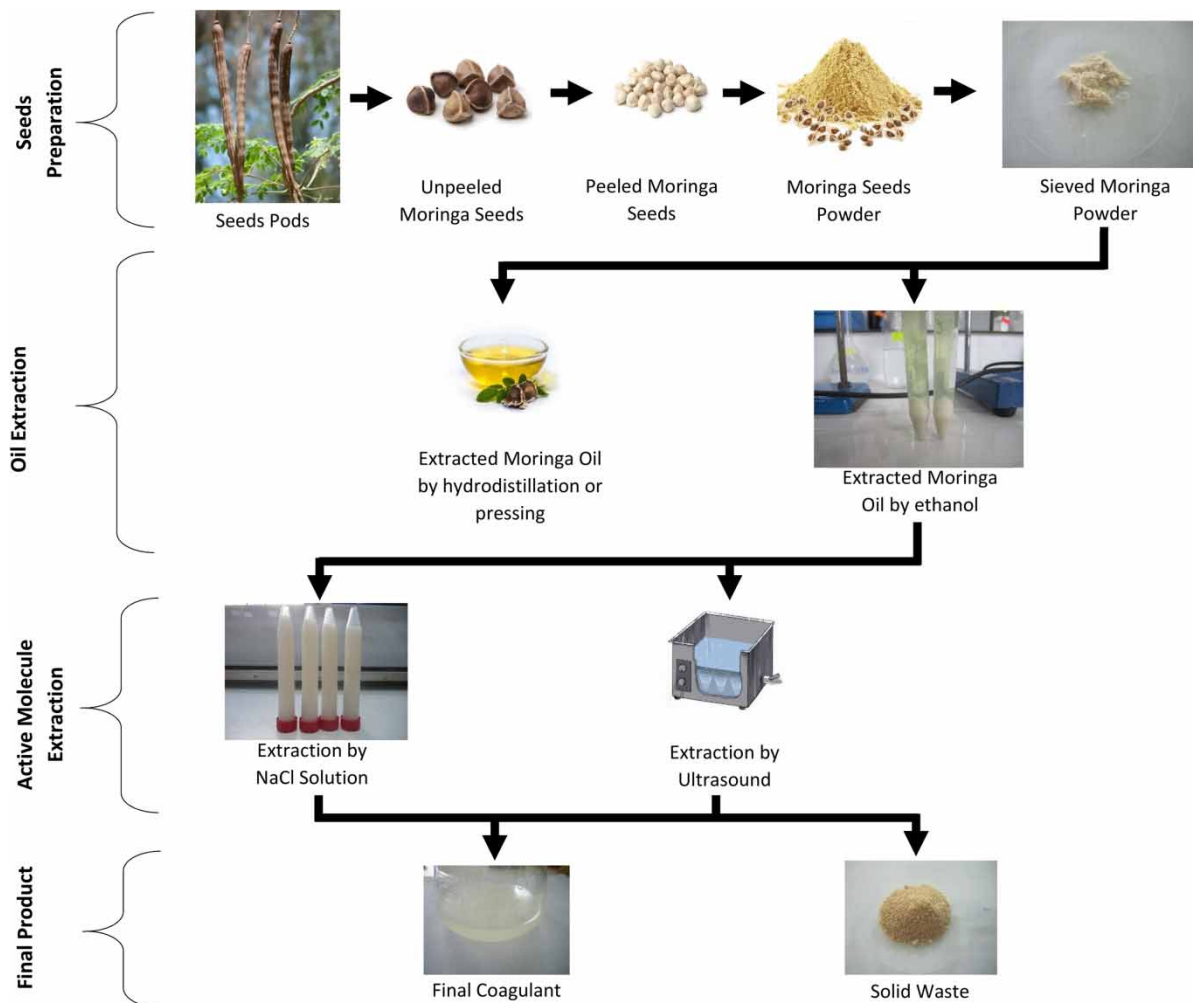 Seeds
Preparation
Seeds Pods
Unpeeled
Moringa Seeds
Peeled Moringa
Seeds
Moringa Seeds
Powder
Sieved Moringa
Powder
Oil Extraction
Extracted Moringa Oil
by hydrodistillation or
pressing
Extracted Moringa
Oil by ethanol
Active Molecule
Extraction
Extraction by
NaCl Solution
Extraction by
Ultrasound
Final Product
Final Coagulant
Solid Waste